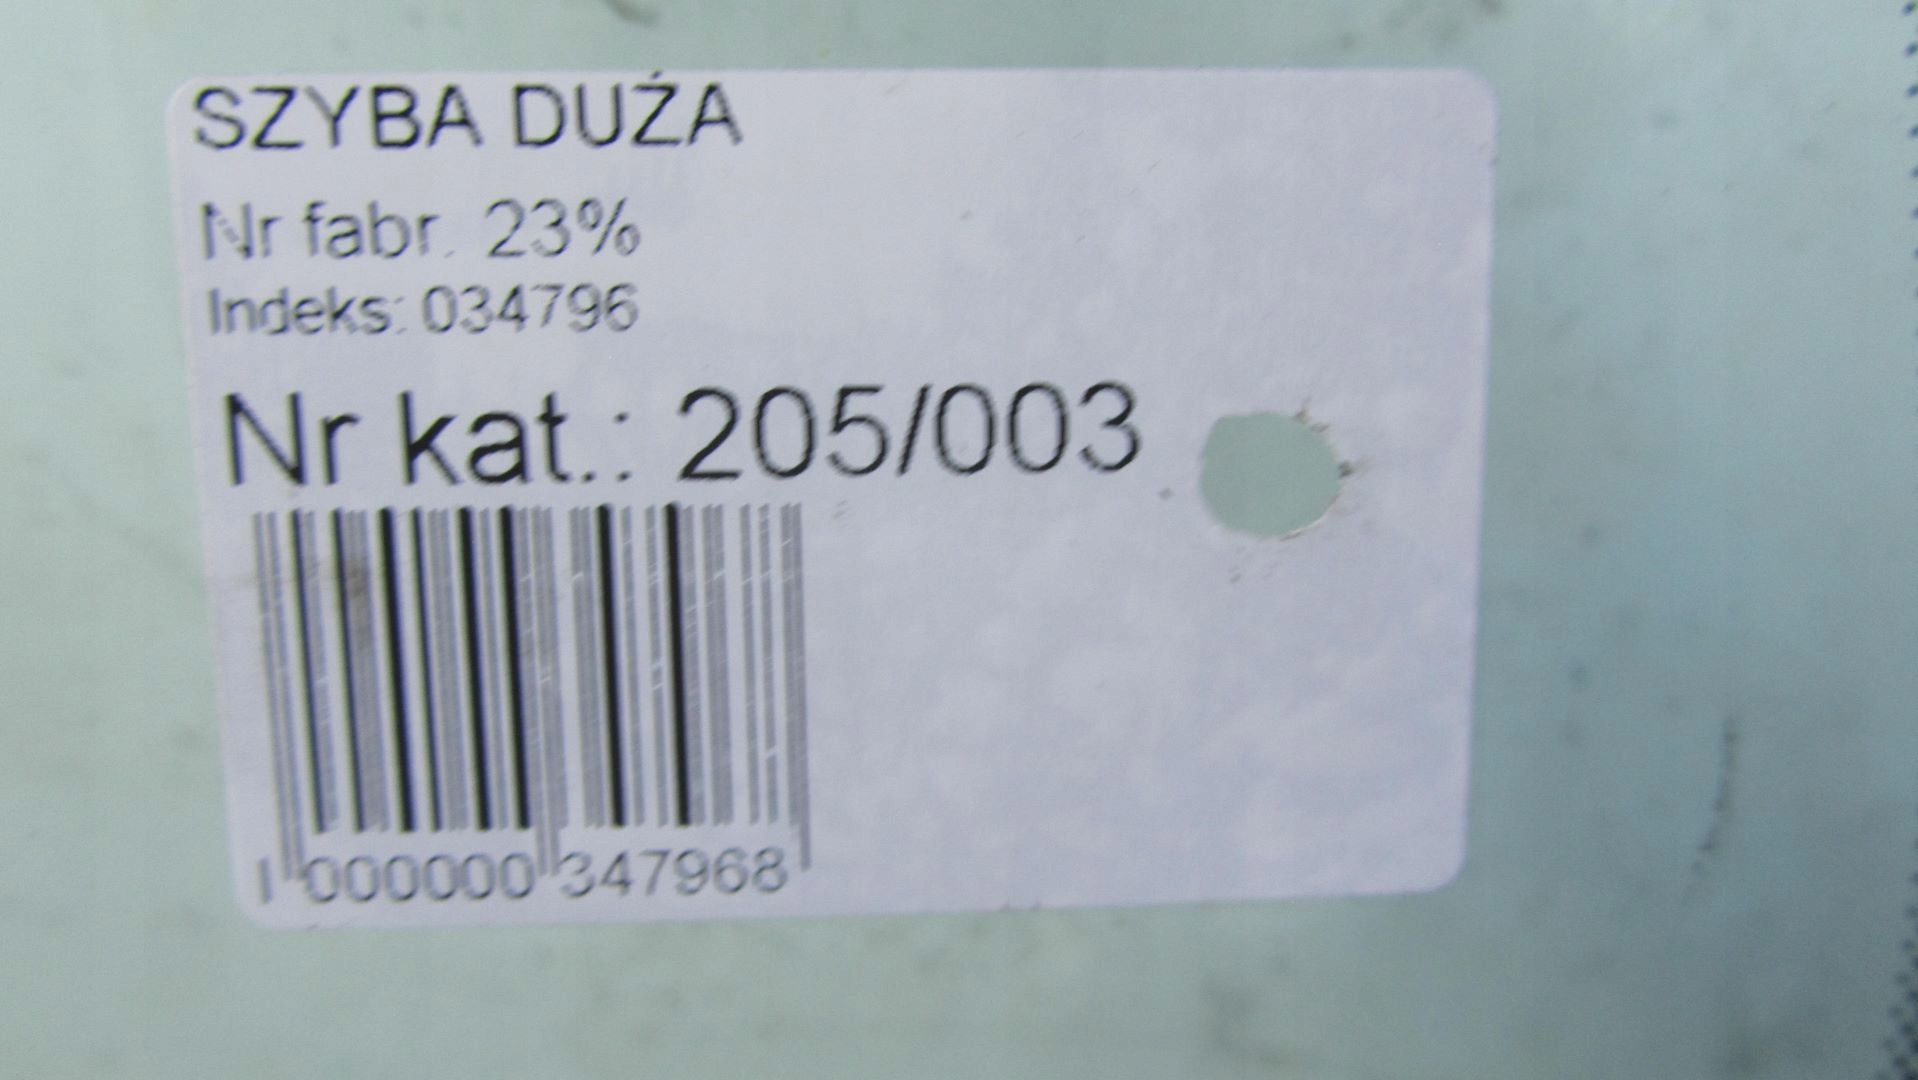 SZYBA DUŻA
Nr fabr. 23%
Indeks: 034796
Nr kat.: 205/003
000000 347968